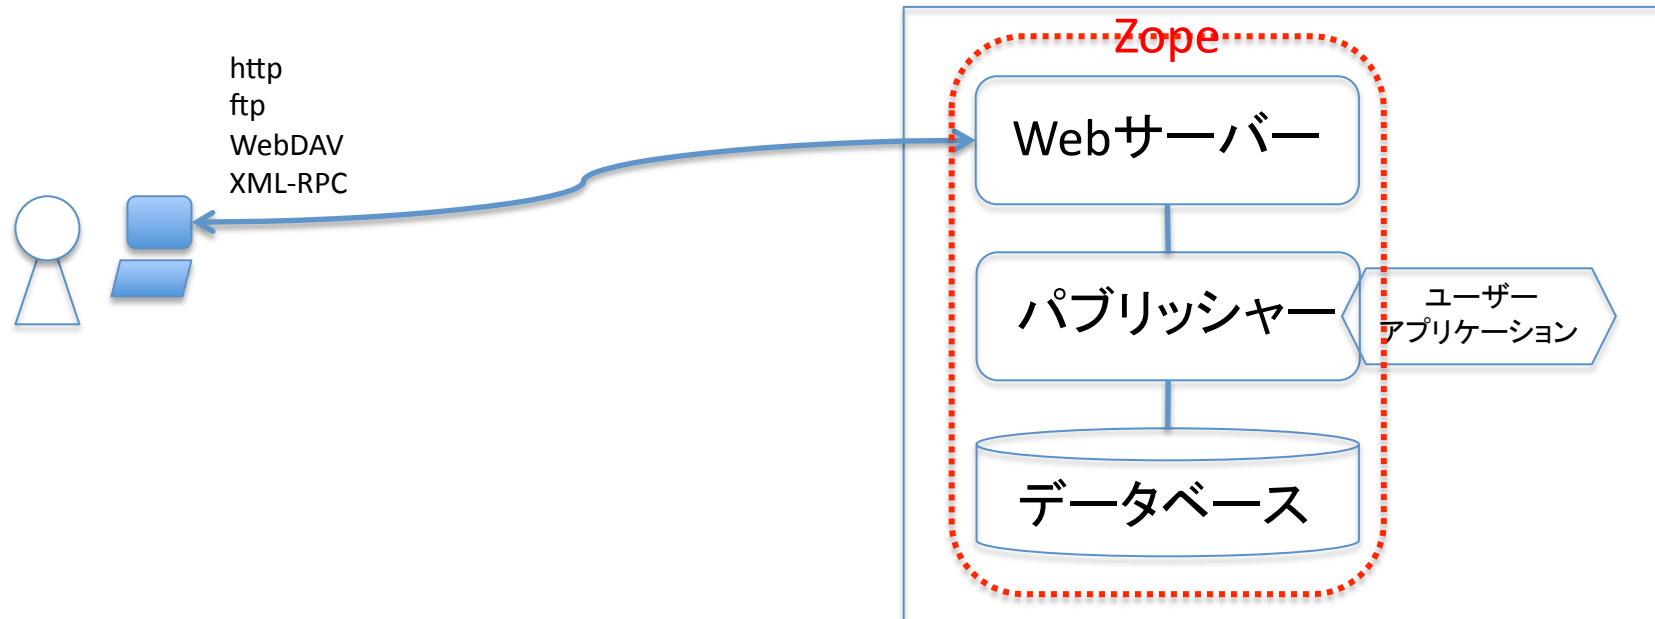 http
ftp
WebDAV
XML-RPC
Zope
Webサーバー
パブリッシャー
ユーザー
アプリケーション
データベース